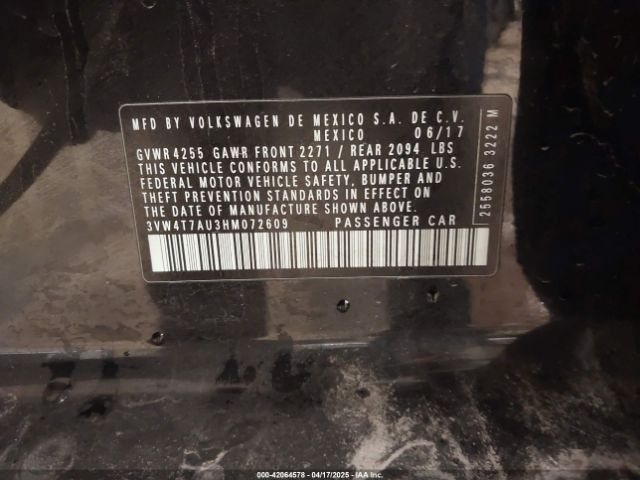 MFD BY VOLKSWAGEN DE MEXICO S.A. DE C.V.
MEXICO 06/17
GVWR 4255 GAWR FRONT 2271 / REAR 2094 LBS
THIS VEHICLE CONFORMS TO ALL APPLICABLE U.S.
FEDERAL MOTOR VEHICLE SAFETY, BUMPER AND
THEFT PREVENTION STANDARDS IN EFFECT ON
THE DATE OF MANUFACTURE SHOWN ABOVE.
3VW4T7AU3HM072609 PASSENGER CAR
2558036 3222 M
000-42064578 - 04/17/2025 - IAA Inc.